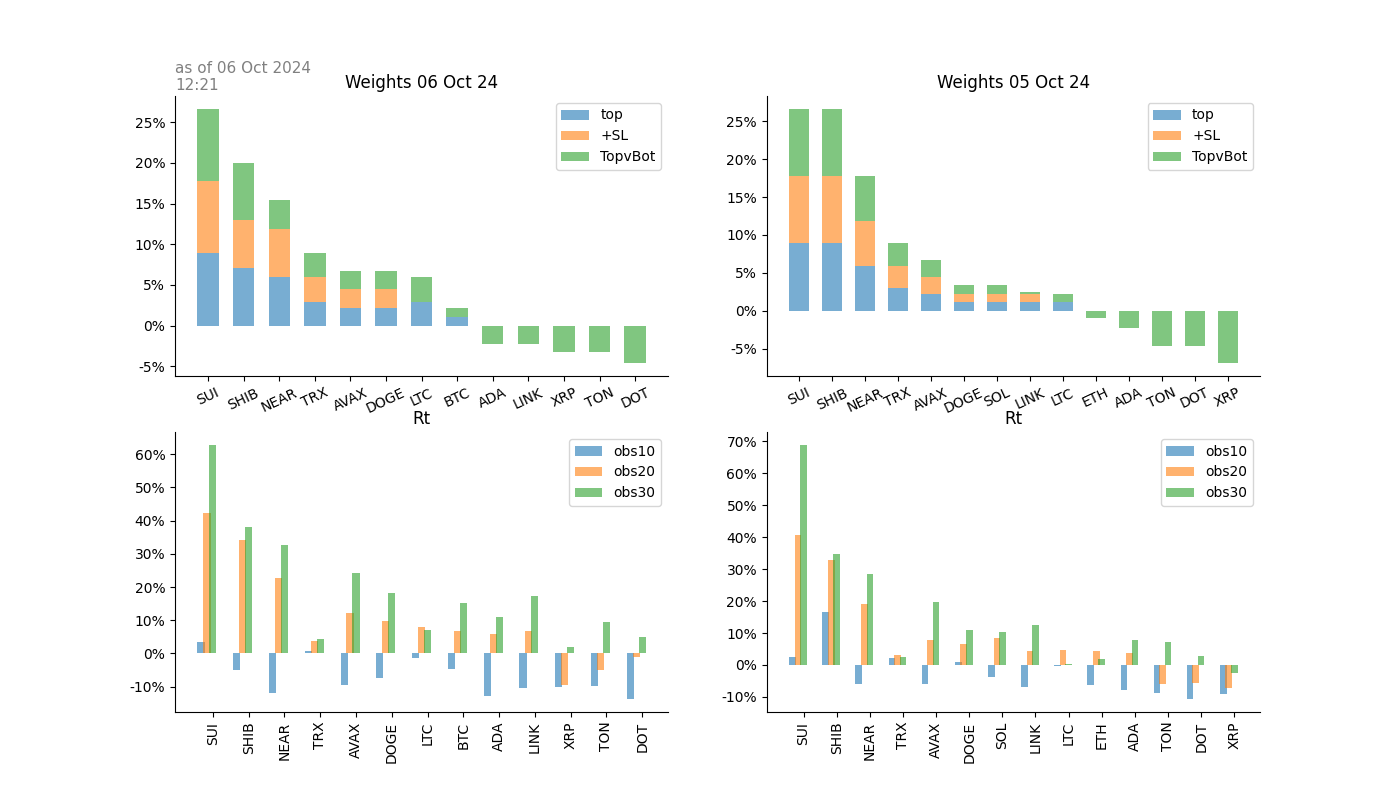 as of 06 Oct 2024
12:21
Weights 06 Oct 24
25%
20%
15%
10%
5%
0%
-5%
top
+SL
TopvBot
SUI SHIB NEAR TRX AVAX DOGE LTC BTC ADA LINK XRP TON DOT
Weights 05 Oct 24
25%
20%
15%
10%
5%
0%
-5%
top
+SL
TopvBot
SUI SHIB NEAR TRX AVAX DOGE SOL LINK LTC ETH ADA TON DOT XRP
Rt
60%
50%
40%
30%
20%
10%
0%
-10%
obs10
obs20
obs30
SUI SHIB NEAR TRX AVAX DOGE LTC BTC ADA LINK XRP TON DOT
Rt
70%
60%
50%
40%
30%
20%
10%
0%
-10%
obs10
obs20
obs30
SUI SHIB NEAR TRX AVAX DOGE SOL LINK LTC ETH ADA TON DOT XRP